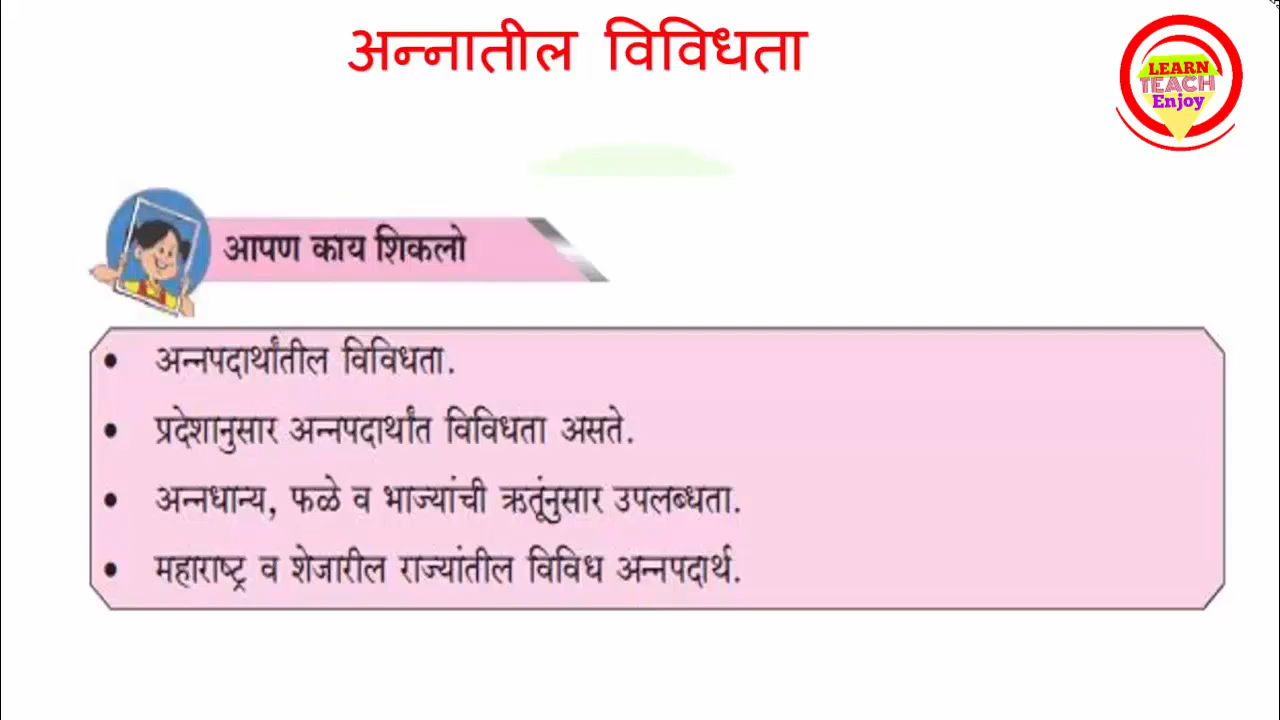 अन्नातील विविधता
LEARN
TEACH
Enjoy
आपण काय शिकलो
• अन्नपदार्थांतील विविधता.
• प्रदेशानुसार अन्नपदार्थांत विविधता असते.
• अन्नधान्य, फळे व भाज्यांची ऋतूंनुसार उपलब्धता.
• महाराष्ट्र व शेजारील राज्यांतील विविध अन्नपदार्थ.